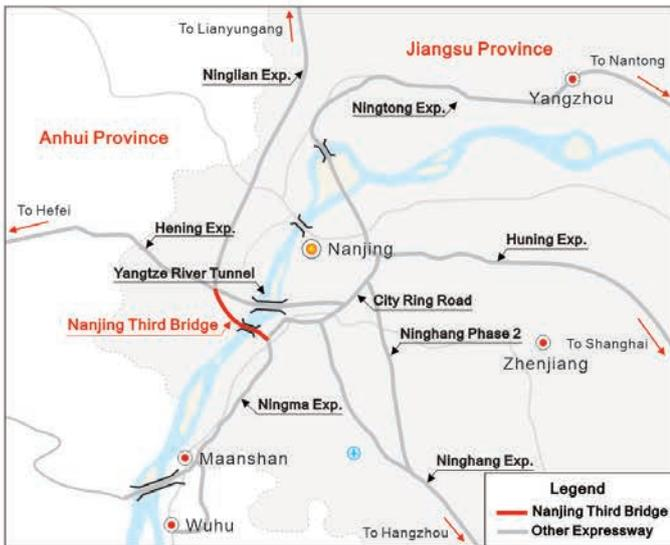 To Lianyungang
Jiangsu Province
Ninglian Exp.
To Nantong
Yangzhou
Ningtong Exp.
Anhui Province
To Hefei
Hening Exp.
Nanjing
Huning Exp.
Yangtze River Tunnel
City Ring Road
Nanjing Third Bridge
Ninghang Phase 2
To Shanghai
Zhenjiang
Ningma Exp.
Maanshan
Ninghang Exp.
Wuhu
To Hangzhou
Legend
Nanjing Third Bridge
Other Expressway